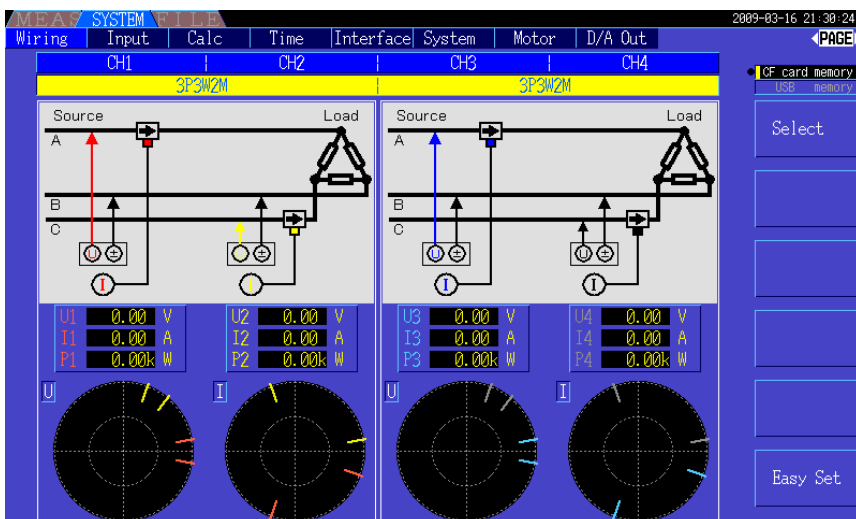 MEAS SYSTEM FILE 2009-03-16 21:30:24
Wiring Input Calc Time Interface System Motor D/A Out PAGE
CH1 CH2 CH3 CH4
3P3W2M 3P3W2M
CF card memory
USB memory
Source Load Source Load
A A
Select
B B
C C
U ± ± U ± U ±
I I I I
U1 0.00 V U2 0.00 V U3 0.00 V U4 0.00 V
I1 0.00 A I2 0.00 A I3 0.00 A I4 0.00 A
P1 0.00k W P2 0.00k W P3 0.00k W P4 0.00k W
U I U I
Easy Set